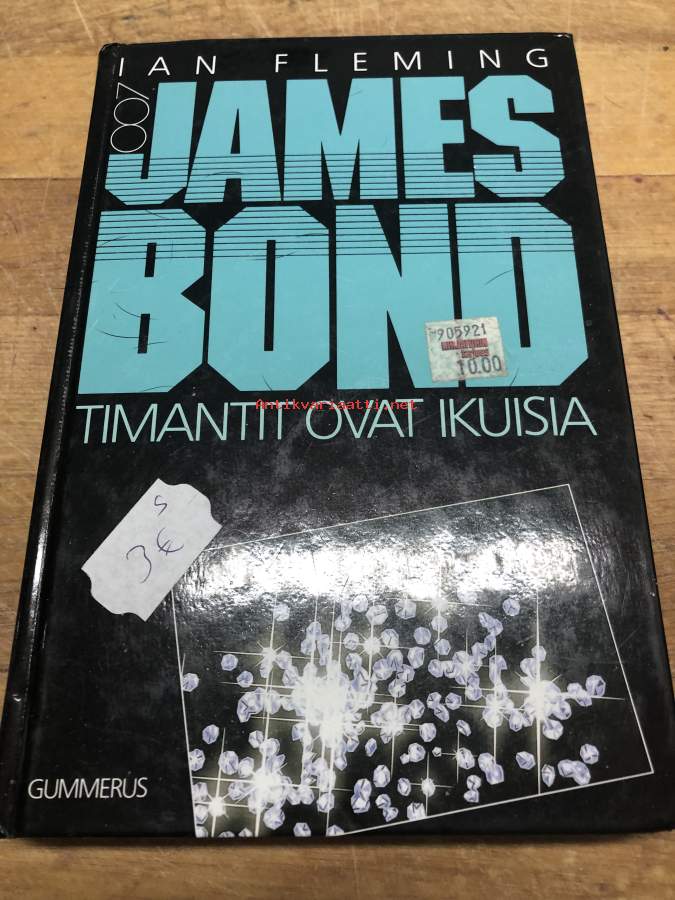 IAN FLEMING
007
JAMES
BOND
905921
10.00
Antikvariaatti.net
TIMANTIT OVAT IKUISIA
s
3€
GUMMERUS